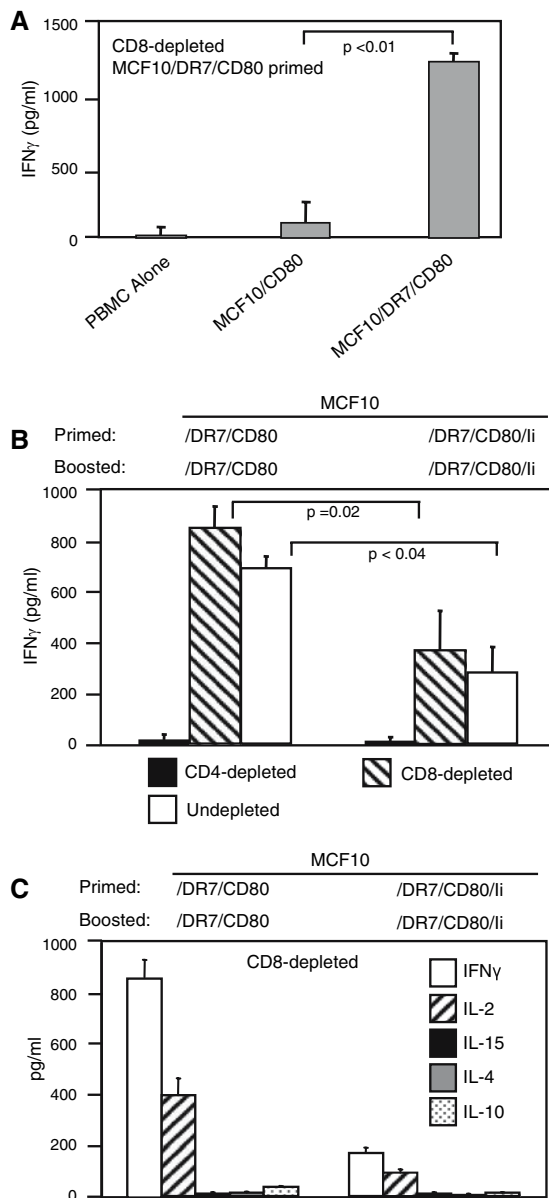 A
1500
1000
500
0
IFNγ (pg/ml)
CD8-depleted
MCF10/DR7/CD80 primed
p <0.01
PBMC Alone
MCF10/CD80
MCF10/DR7/CD80
B
MCF10
Primed: /DR7/CD80 /DR7/CD80/Ii
Boosted: /DR7/CD80 /DR7/CD80/Ii
1000
800
600
400
200
0
IFNγ (pg/ml)
p =0.02
p < 0.04
CD4-depleted
CD8-depleted
Undepleted
C
MCF10
Primed: /DR7/CD80 /DR7/CD80/Ii
Boosted: /DR7/CD80 /DR7/CD80/Ii
1000
800
600
400
200
pg
pg/ml
CD8-depleted
IFNγ
IL-2
IL-15
IL-4
IL-10